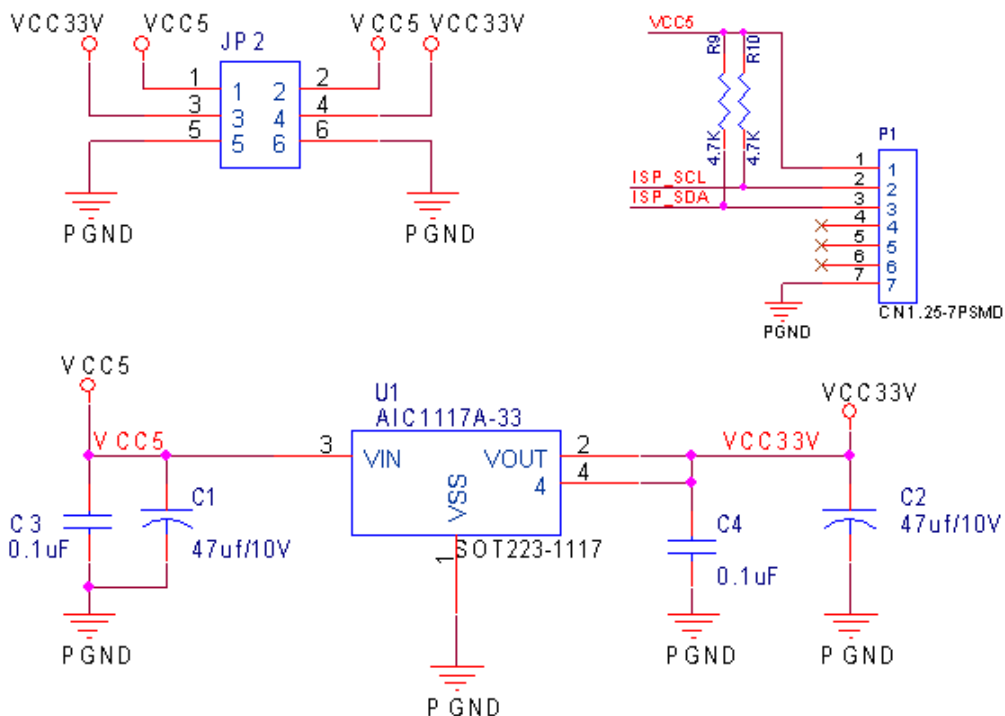 VCC33V VCC5 VCC5 VCC33V
JP2
1 1 2 2
3 3 4 4
5 5 6 6
PGND PGND
VCC5
R9 R10
4.7K 4.7K
P1
1 1
ISP_SCL 2 2
ISP_SDA 3 3
4 4
5 5
6 6
7 7
CN1.25-7PSMD
PGND
VCC5
VCC5
U1
AIC1117A-33
3 VIN VOUT 2
4 4
VSS
1
SOT223-1117
VCC33V
VCC33V
C3
0.1uF
C1
47uf/10V
C4
0.1uF
C2
47uf/10V
PGND
PGND
PGND
PGND